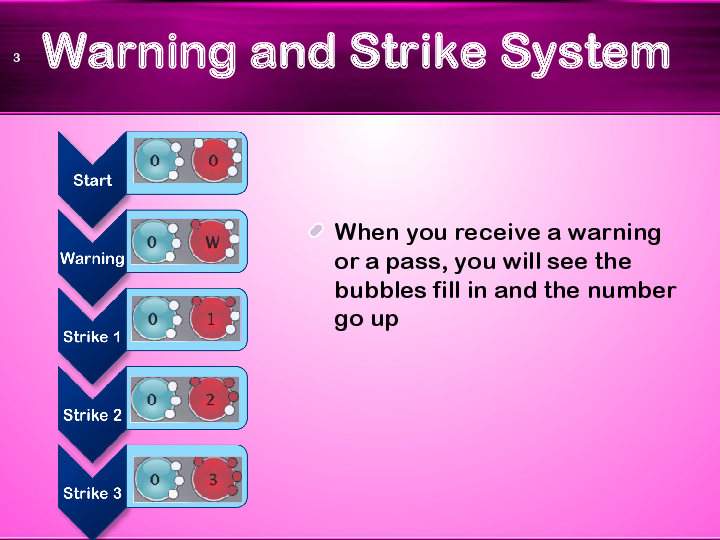 3
Warning and Strike System
Start
0 0
Warning
0 W
Strike 1
0 1
Strike 2
0 2
Strike 3
0 3
When you receive a warning
or a pass, you will see the
bubbles fill in and the number
go up